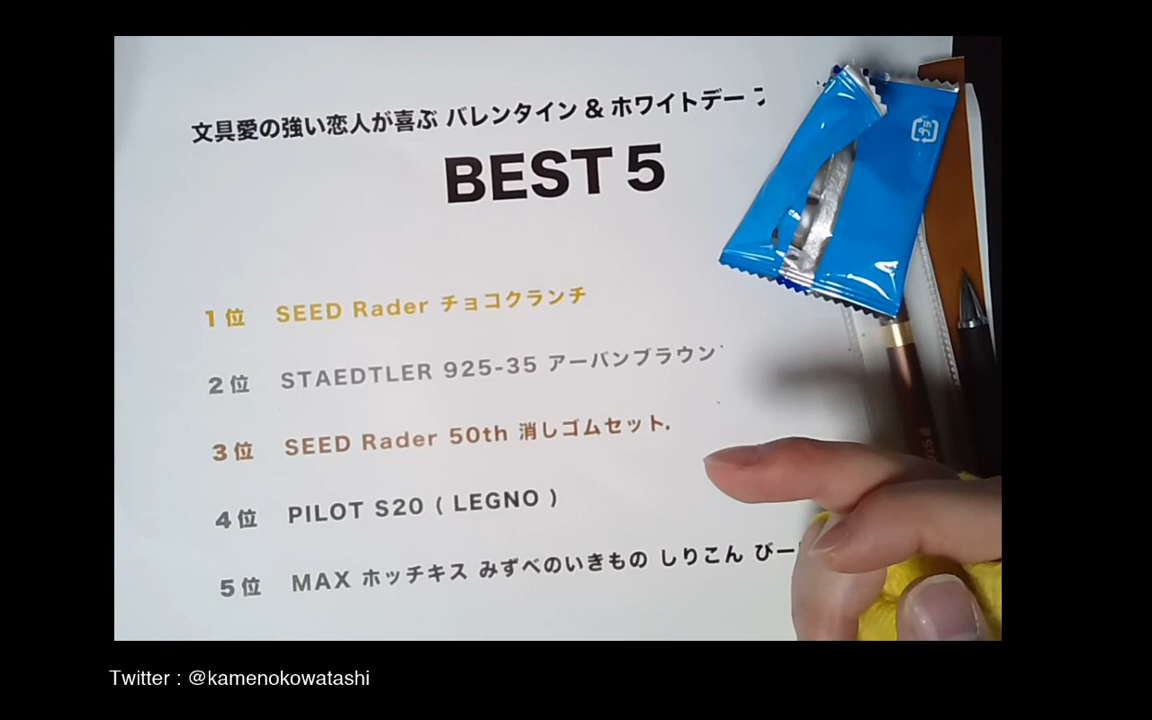 文具愛の強い恋人が喜ぶ バレンタイン & ホワイトデー
BEST 5
1位 SEED Rader チョコクランチ
2位 STAEDTLER 925-35 アーバンブラウン
3位 SEED Rader 50th 消しゴムセット.
4位 PILOT S20 ( LEGNO )
5位 MAX ホッチキス みずべのいきもの しりこん
プラ
Twitter : @kamenokowatashi